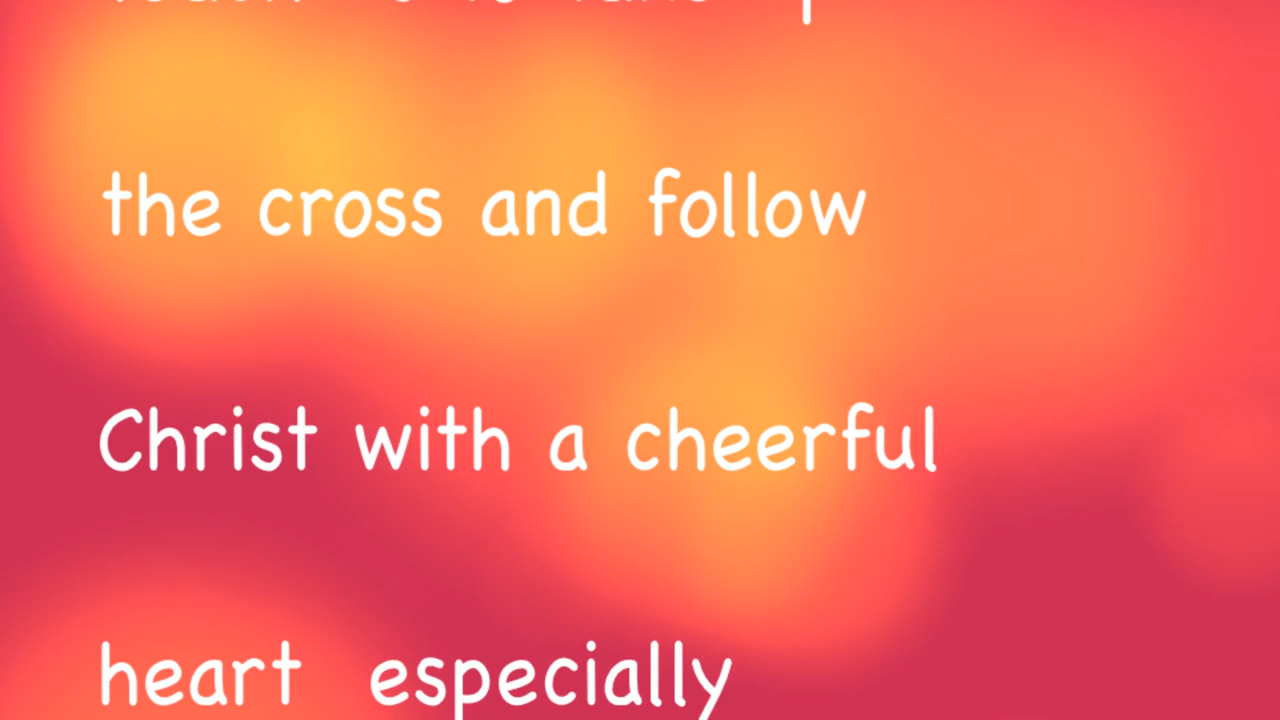 the cross and follow
Christ with a cheerful
heart especially